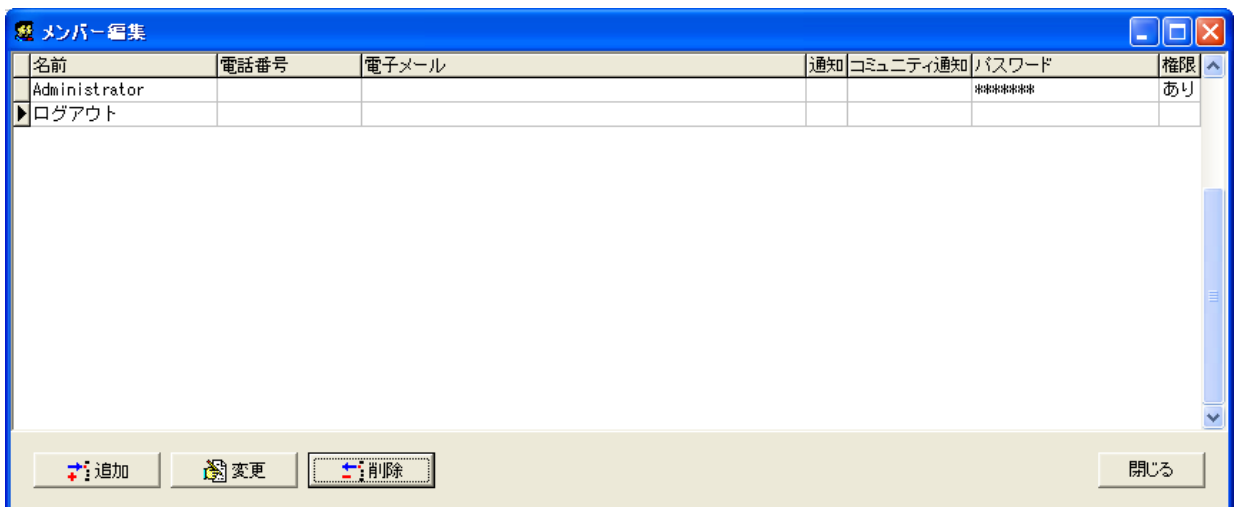 メンバー編集
名前 電話番号 電子メール 通知 コミュニティ通知 パスワード 権限
Administrator ******* あり
ログアウト
追加 変更 削除 閉じる